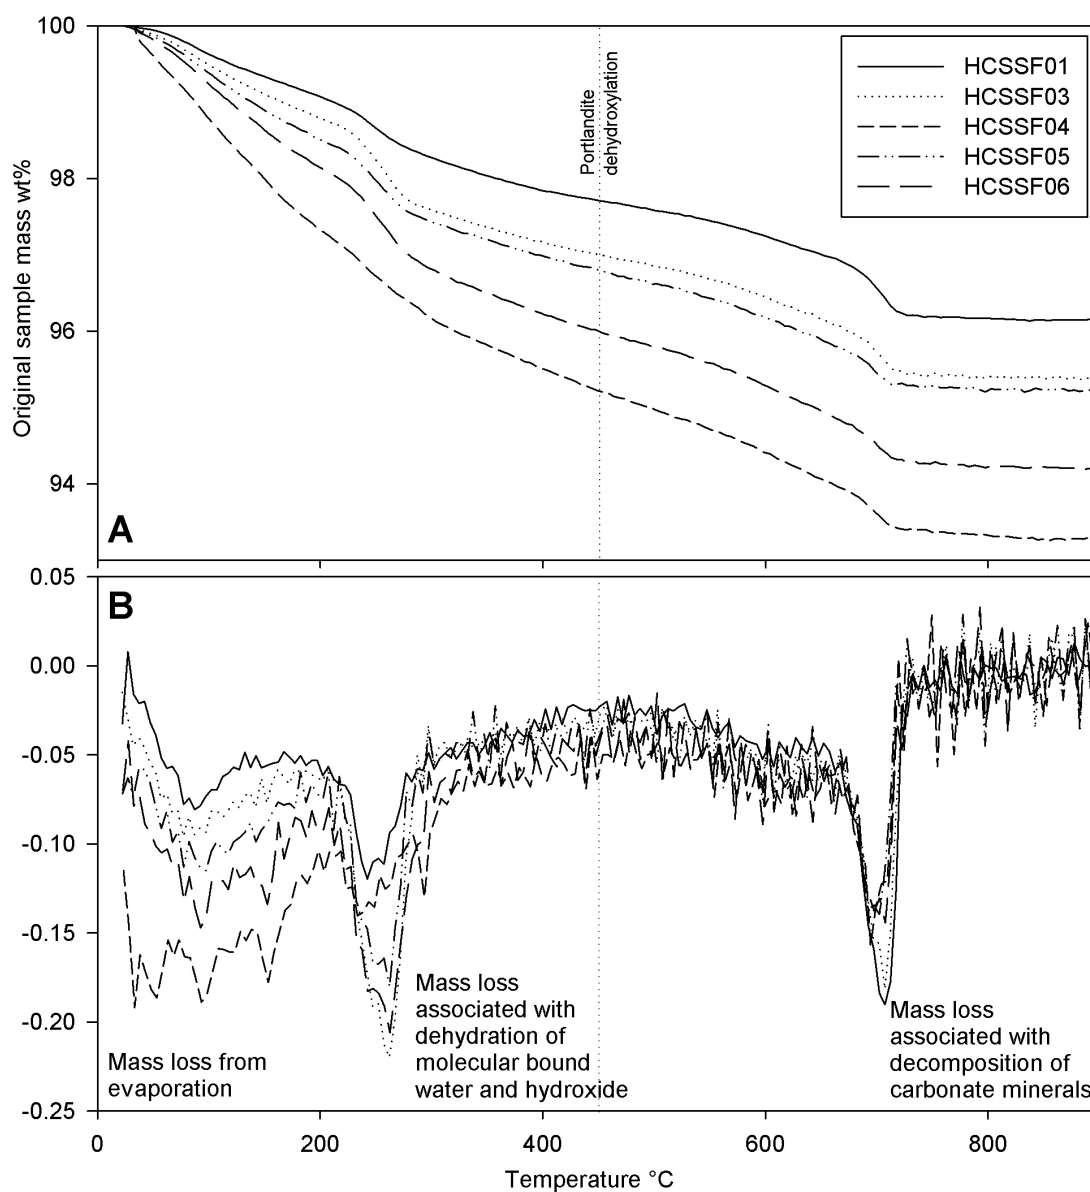 100
98
96
94
Original sample mass wt%
Portlandite
dehydroxylation
HCSSF01
HCSSF03
HCSSF04
HCSSF05
HCSSF06
A
0.05
0.00
-0.05
-0.10
-0.15
-0.20
-0.25
B
Mass loss from
evaporation
Mass loss
associated with
dehydration of
molecular bound
water and hydroxide
Mass loss
associated with
decomposition of
carbonate minerals
0
200
400
600
800
Temperature °C